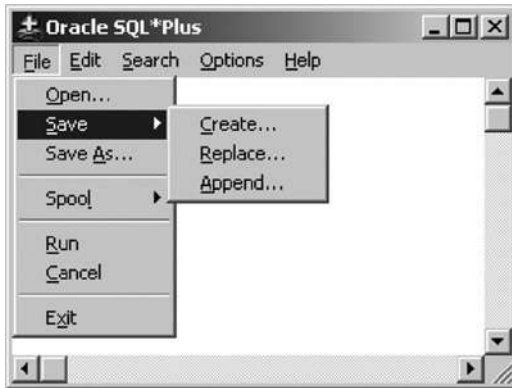 Oracle SQL*Plus
File Edit Search Options Help
Open...
Save
Create...
Save As...
Replace...
Append...
Spool
Run
Cancel
Exit